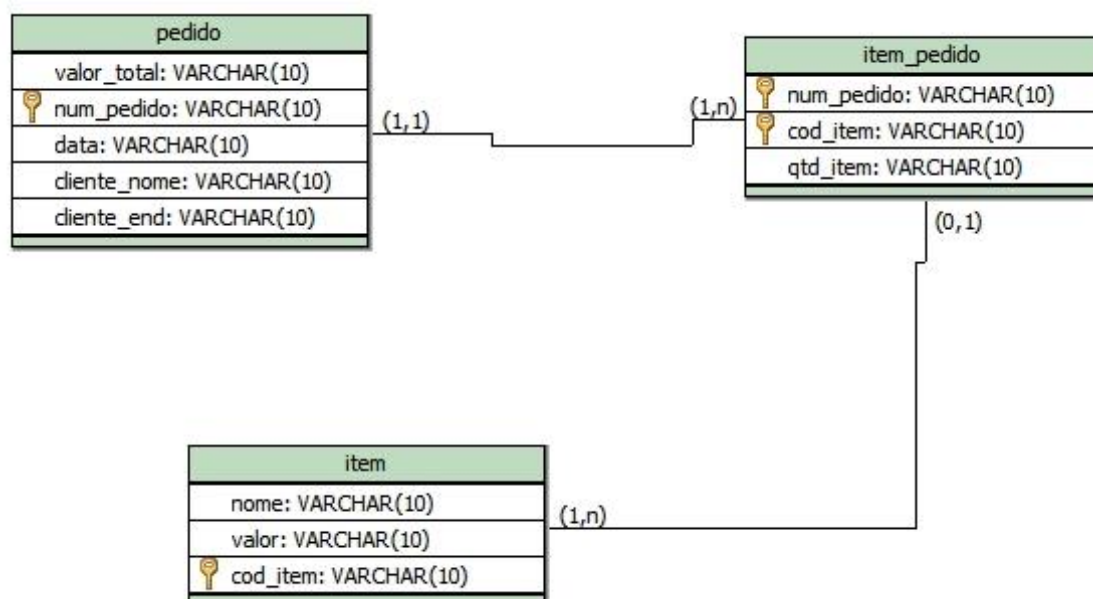 pedido
valor_total: VARCHAR(10)
num_pedido: VARCHAR(10)
data: VARCHAR(10)
cliente_nome: VARCHAR(10)
cliente_end: VARCHAR(10)
(1,1)
(1,n)
item_pedido
num_pedido: VARCHAR(10)
cod_item: VARCHAR(10)
qtd_item: VARCHAR(10)
(0,1)
item
nome: VARCHAR(10)
valor: VARCHAR(10)
cod_item: VARCHAR(10)
(1,n)